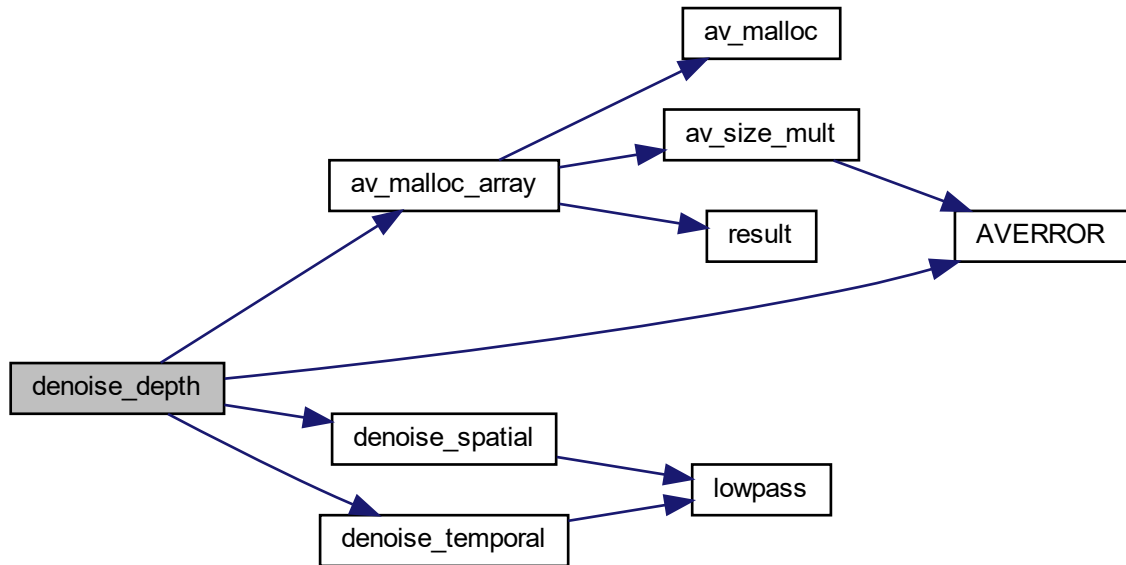 av_malloc
av_size_mult
av_malloc_array
result
AVERROR
denoise_depth
denoise_spatial
lowpass
denoise_temporal